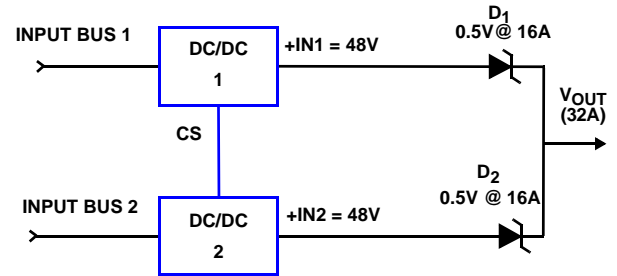 D1
0.5V@ 16A
INPUT BUS 1
DC/DC
1
+IN1 = 48V
VOUT
(32A)
CS
D2
0.5V @ 16A
INPUT BUS 2
DC/DC
2
+IN2 = 48V